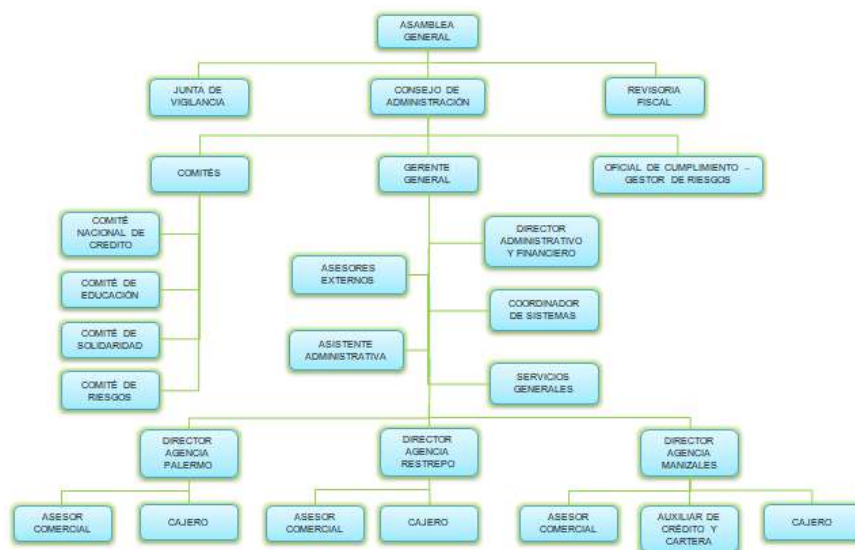 ASAMBLEA
GENERAL
JUNTA DE
VIGILANCIA
CONSEJO DE
ADMINISTRACIÓN
REVISORIA
FISCAL
COMITÉS
GERENTE
GENERAL
OFICIAL DE CUMPLIMIENTO –
GESTOR DE RIESGOS
COMITÉ
NACIONAL DE
CREDITO
COMITÉ DE
EDUCACIÓN
COMITÉ DE
SOLIDARIDAD
COMITÉ DE
RIESGOS
ASESORES
EXTERNOS
ASISTENTE
ADMINISTRATIVA
DIRECTOR
ADMINISTRATIVO
Y FINANCIERO
COORDINADOR
DE SISTEMAS
SERVICIOS
GENERALES
DIRECTOR
AGENCIA
PALERMO
DIRECTOR
AGENCIA
RESTREPO
DIRECTOR
AGENCIA
MANIZALES
ASESOR
COMERCIAL
CAJERO
ASESOR
COMERCIAL
CAJERO
ASESOR
COMERCIAL
AUXILIAR DE
CRÉDITO Y
CARTERA
CAJERO